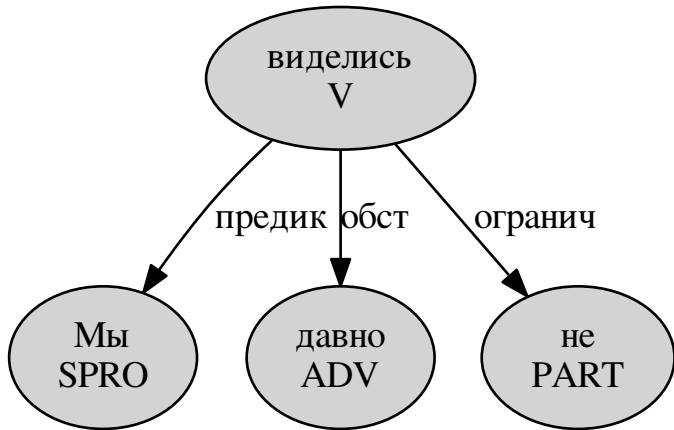 виделись
V
предик обст огранич
Мы
SPRO
давно
ADV
не
PART